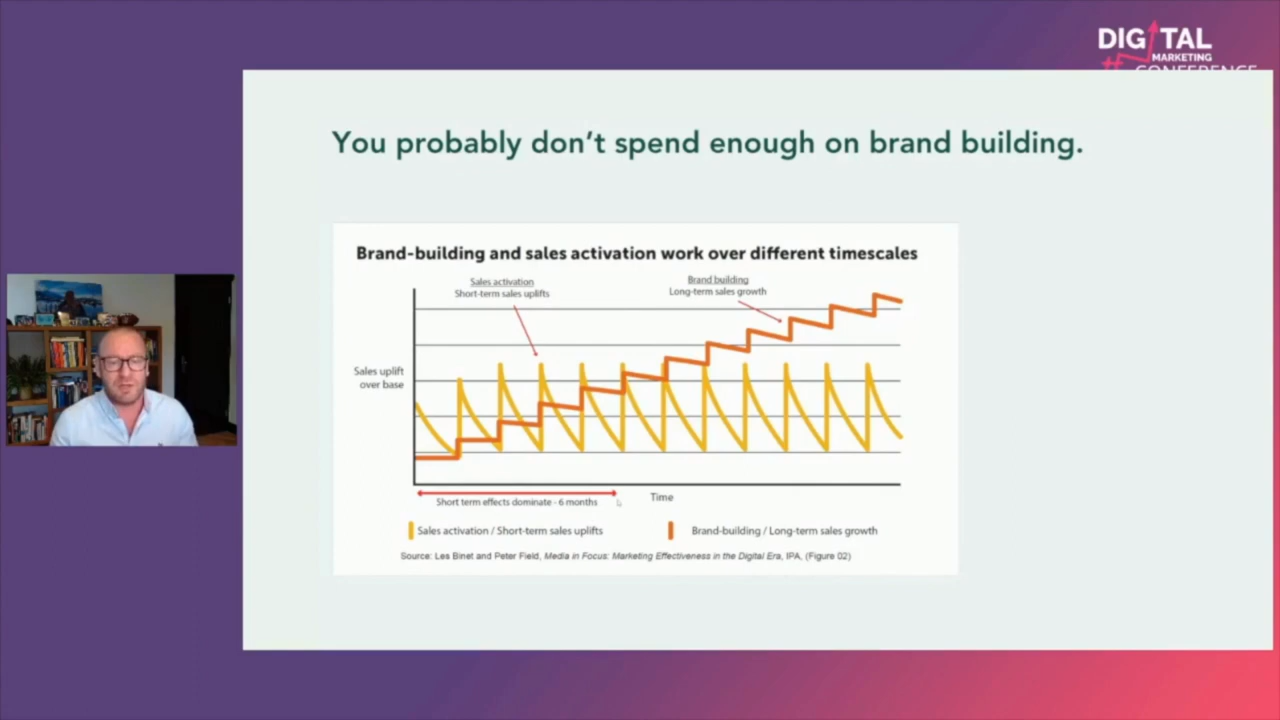 DIGITAL
MARKETING
CONFERENCE
You probably don't spend enough on brand building.
Brand-building and sales activation work over different timescales
Sales activation
Short-term sales uplifts
Brand building
Long-term sales growth
Sales uplift
over base
Short term effects dominate - 6 months
Time
Sales activation / Short-term sales uplifts
Brand-building / Long-term sales growth
Source: Les Binet and Peter Field, Media in Focus: Marketing Effectiveness in the Digital Era, IPA, (Figure 02)